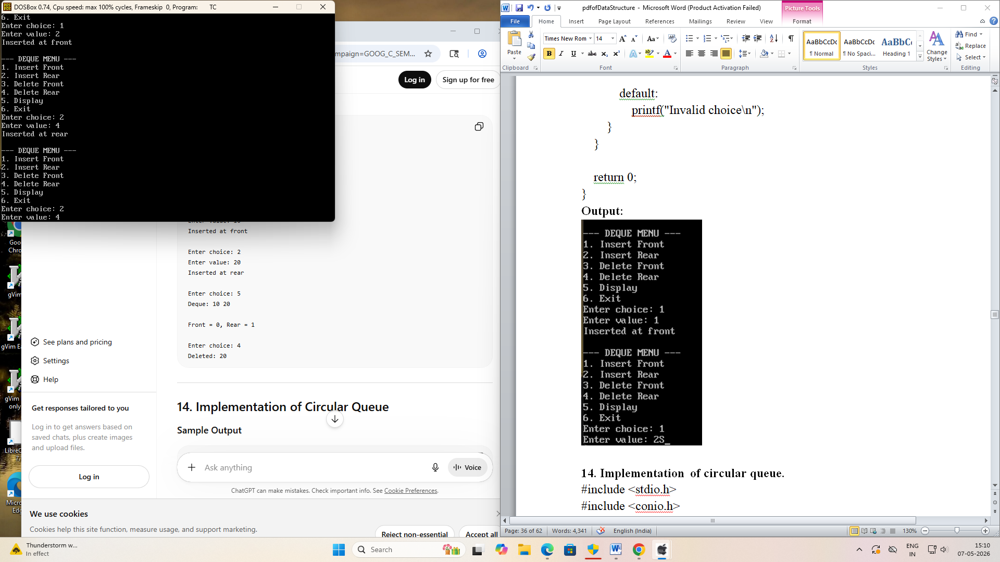 DOSBox 0.74, Cpu speed: max 100% cycles, Frameskip 0, Program: TC
6. Exit
Enter choice: 1
Enter value: 2
Inserted at front
--- DEQUE MENU ---
1. Insert Front
2. Insert Rear
3. Delete Front
4. Delete Rear
5. Display
6. Exit
Enter choice: 2
Enter value: 4
Inserted at rear
--- DEQUE MENU ---
1. Insert Front
2. Insert Rear
3. Delete Front
4. Delete Rear
5. Display
6. Exit
Enter choice: 2
Enter value: 4
mpaign=GOOG_C_SEM...
Log in
Sign up for free
Inserted at front
Enter choice: 2
Enter value: 20
Inserted at rear
Enter choice: 5
Deque: 10 20
Front = 0, Rear = 1
Enter choice: 4
Deleted: 20
14. Implementation of Circular Queue
Sample Output
Ask anything
Voice
ChatGPT can make mistakes. Check important info. See Cookie Preferences.
See plans and pricing
Settings
Help
Get responses tailored to you
Log in to get answers based on
saved chats, plus create images
and upload files.
Log in
We use cookies
Cookies help this site function, measure usage, and support marketing.
Reject non-essential
Accept all
Goo
Chro
gVim
gVim Ea
gVim
only
LibreC
7.
Micro
Edg
pdfofDataStructure - Microsoft Word (Product Activation Failed)
Picture Tools
File
Home
Insert
Page Layout
References
Mailings
Review
View
Format
Paste
Clipboard
Times New Rom
14
Font
Paragraph
AaBbCcDc
¶ Normal
AaBbCcDc
¶ No Spaci...
AaBbC
Heading 1
Change
Styles
Styles
Find
Replace
Select
Editing
default:
printf("Invalid choice\n");
}
}
return 0;
}
Output:
--- DEQUE MENU ---
1. Insert Front
2. Insert Rear
3. Delete Front
4. Delete Rear
5. Display
6. Exit
Enter choice: 1
Enter value: 1
Inserted at front
--- DEQUE MENU ---
1. Insert Front
2. Insert Rear
3. Delete Front
4. Delete Rear
5. Display
6. Exit
Enter choice: 1
Enter value: 2S_
14. Implementation  of circular queue.
#include <stdio.h>
#include <conio.h>
Page: 36 of 62
Words: 4,341
English (India)
130%
Thunderstorm w...
In effect
Search
ENG
IN
15:10
07-05-2026